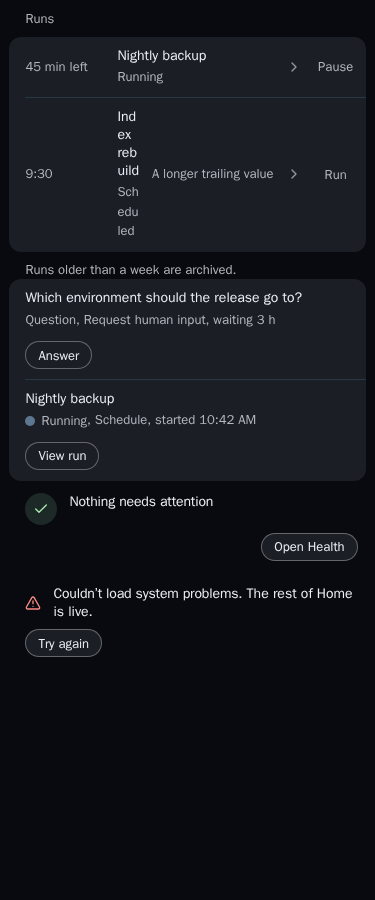 Runs
45 min left
Nightly backup
Running
Pause
9:30
Ind
ex
reb
uild
Sch
edu
led
A longer trailing value
Run
Runs older than a week are archived.
Which environment should the release go to?
Question, Request human input, waiting 3 h
Answer
Nightly backup
Running, Schedule, started 10:42 AM
View run
Nothing needs attention
Open Health
Couldn’t load system problems. The rest of Home
is live.
Try again